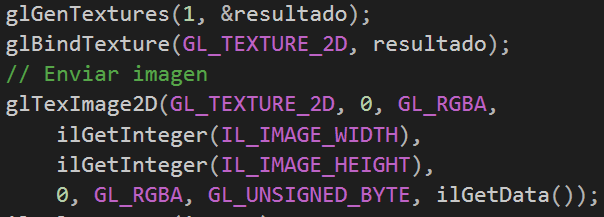 glGenTextures(1, &resultado);
glBindTexture(GL_TEXTURE_2D, resultado);
// Enviar imagen
glTexImage2D(GL_TEXTURE_2D, 0, GL_RGBA,
    ilGetInteger(IL_IMAGE_WIDTH),
    ilGetInteger(IL_IMAGE_HEIGHT),
    0, GL_RGBA, GL_UNSIGNED_BYTE, ilGetData());